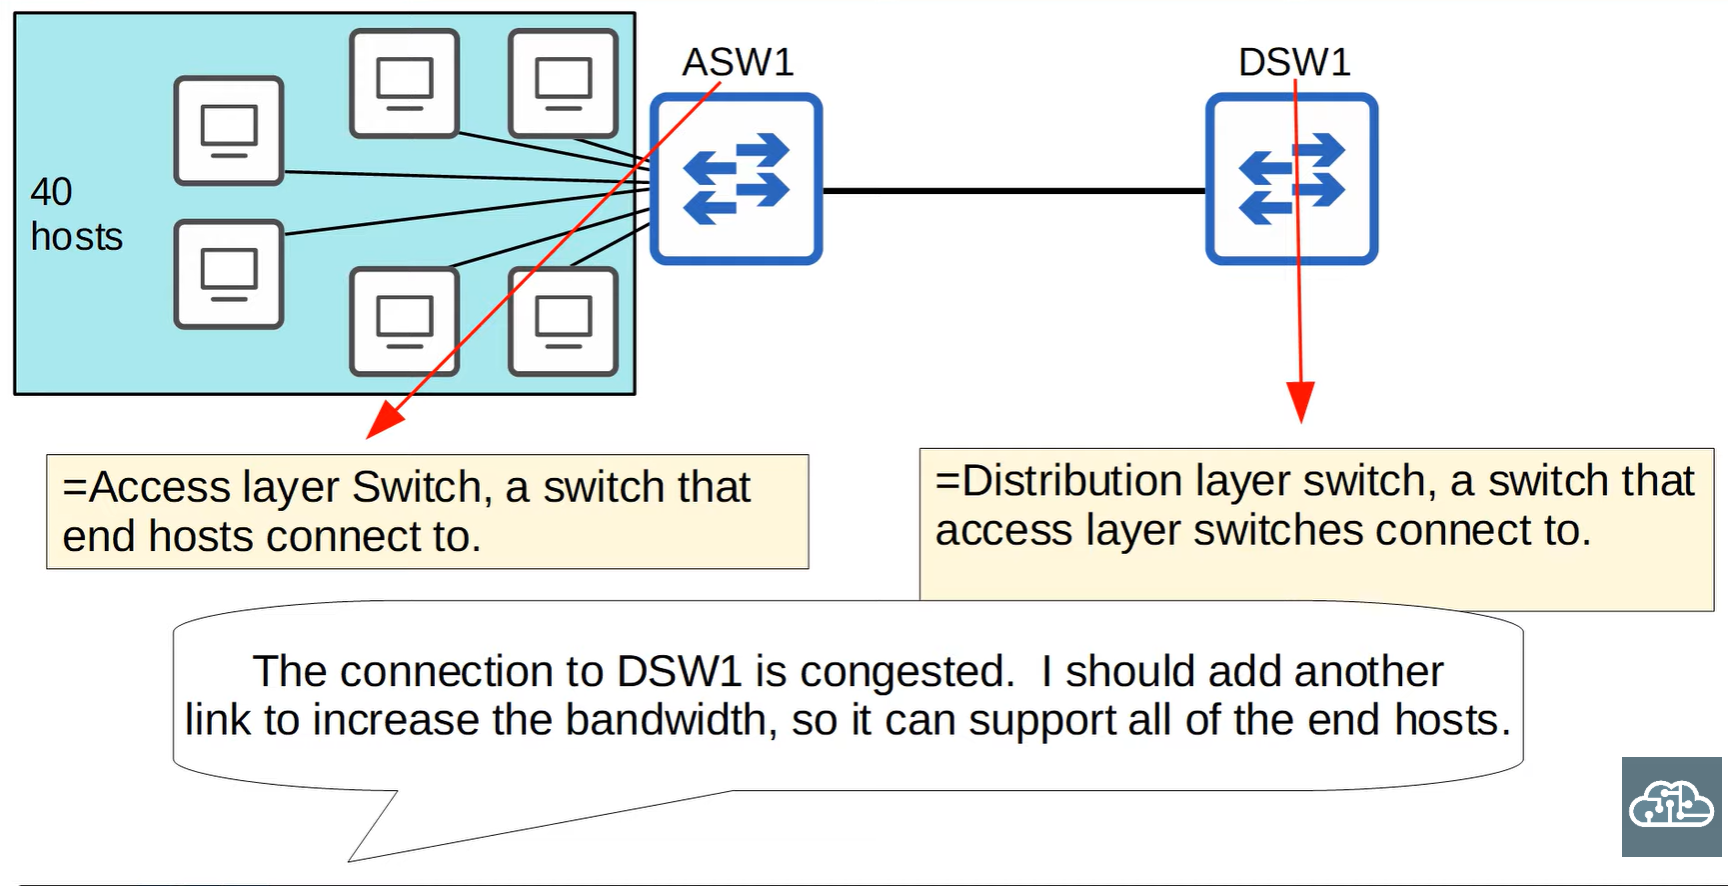 ASW1
DSW1
40
hosts
=Access layer Switch, a switch that
end hosts connect to.
=Distribution layer switch, a switch that
access layer switches connect to.
The connection to DSW1 is congested.  I should add another
link to increase the bandwidth, so it can support all of the end hosts.